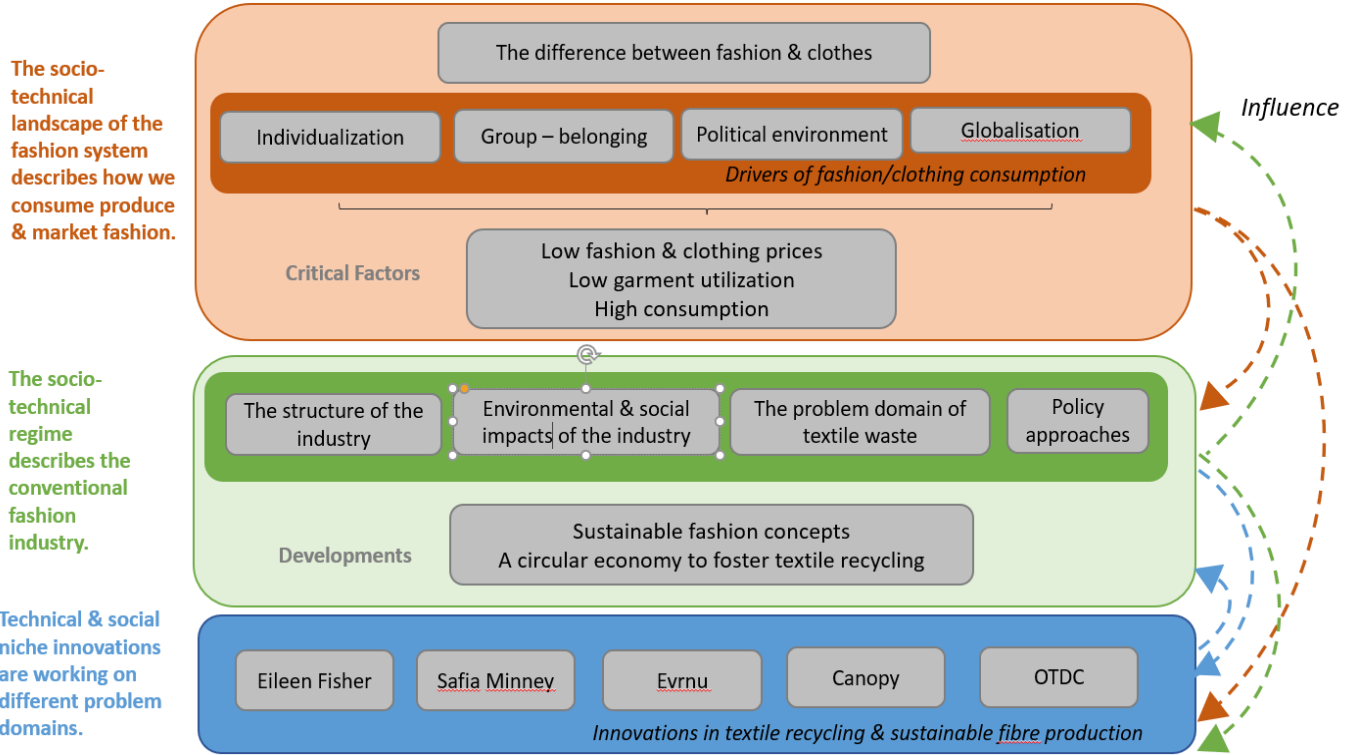 The socio-
technical
landscape of the
fashion system
describes how we
consume produce
& market fashion.
The difference between fashion & clothes
Individualization
Group – belonging
Political environment
Globalisation
Drivers of fashion/clothing consumption
Critical Factors
Low fashion & clothing prices
Low garment utilization
High consumption
Influence
The socio-
technical
regime
describes the
conventional
fashion
industry.
The structure of the
industry
Environmental & social
impacts of the industry
The problem domain of
textile waste
Policy
approaches
Developments
Sustainable fashion concepts
A circular economy to foster textile recycling
Technical & social
niche innovations
are working on
different problem
domains.
Eileen Fisher
Safia Minney
Evrnu
Canopy
OTDC
Innovations in textile recycling & sustainable fibre production